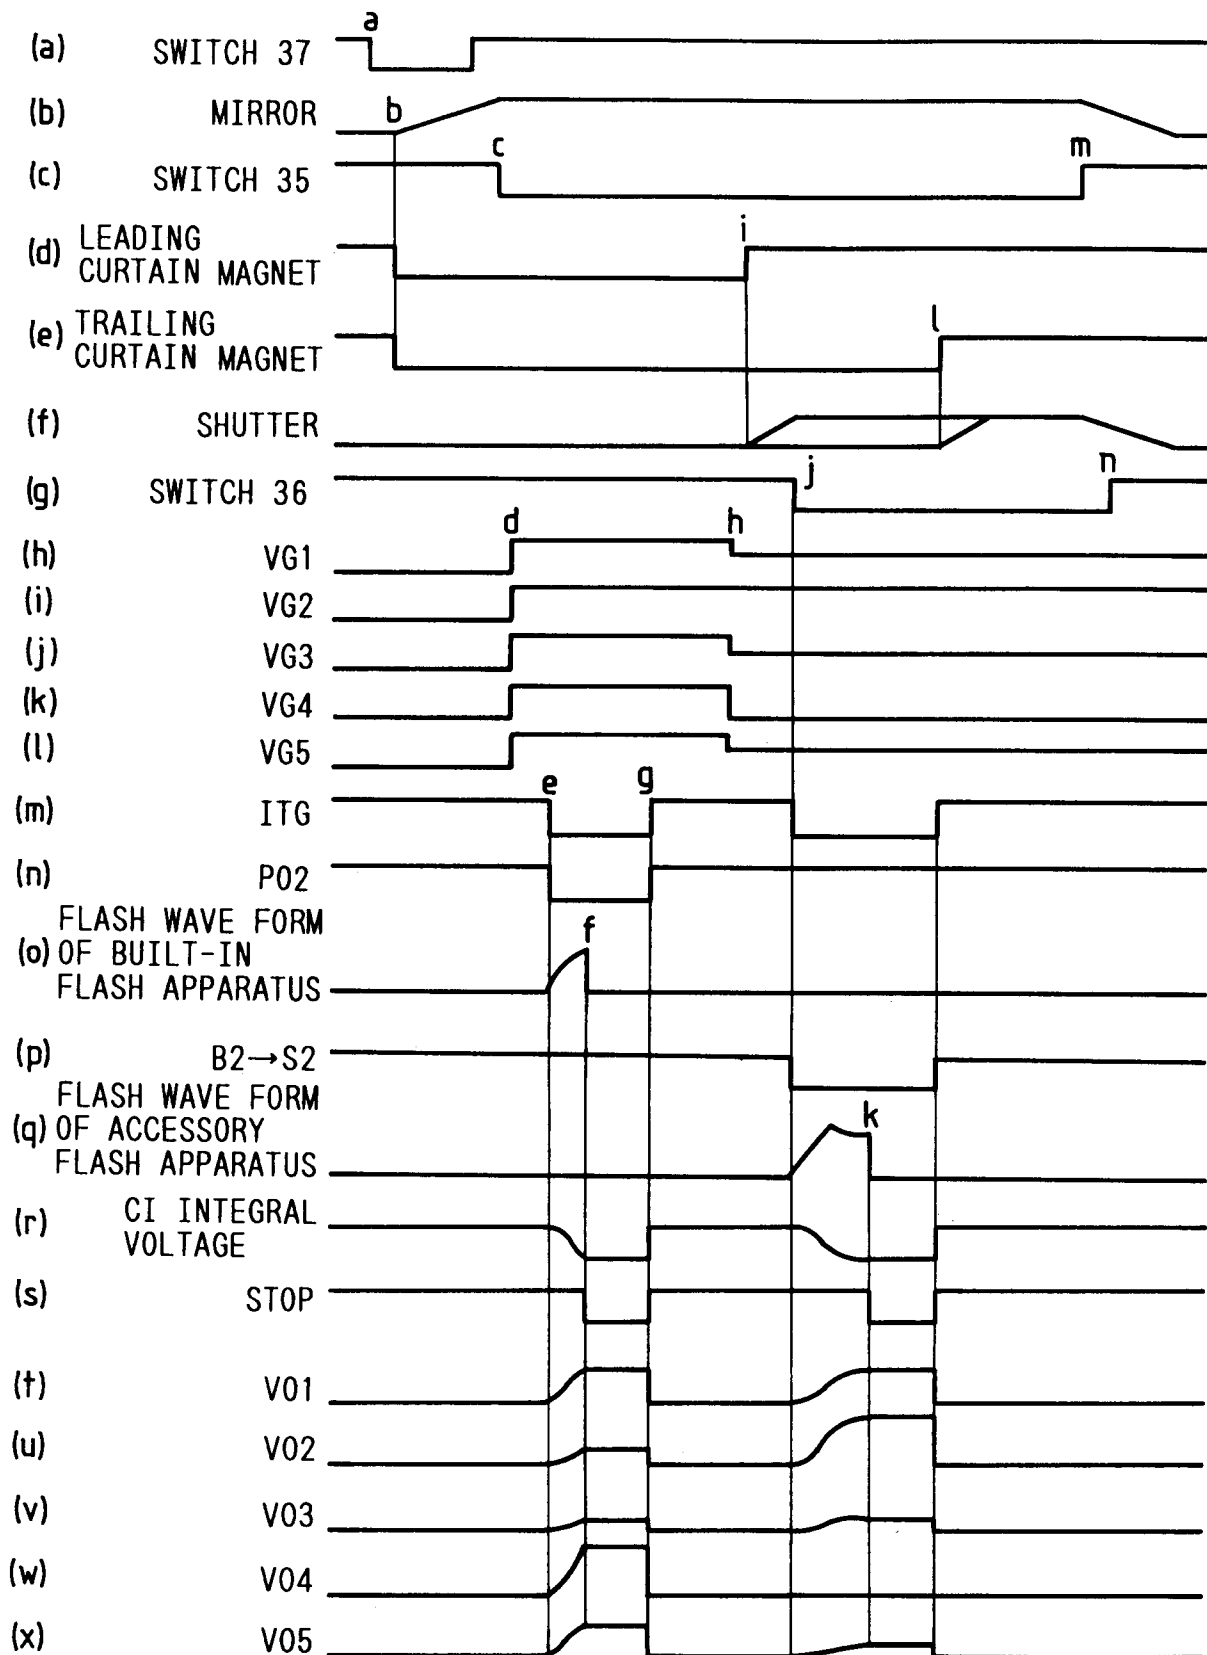 a
(a) SWITCH 37
(b) MIRROR b
c m
(c) SWITCH 35
i
(d) LEADING
CURTAIN MAGNET
l
(e) TRAILING
CURTAIN MAGNET
(f) SHUTTER
j n
(g) SWITCH 36
d h
(h) VG1
(i) VG2
(j) VG3
(k) VG4
(l) VG5
e g
(m) ITG
(n) P02
FLASH WAVE FORM
f
(o) OF BUILT-IN
FLASH APPARATUS
(p) B2→S2
FLASH WAVE FORM
k
(q) OF ACCESSORY
FLASH APPARATUS
(r) CI INTEGRAL
VOLTAGE
(s) STOP
(t) V01
(u) V02
(v) V03
(w) V04
(x) V05